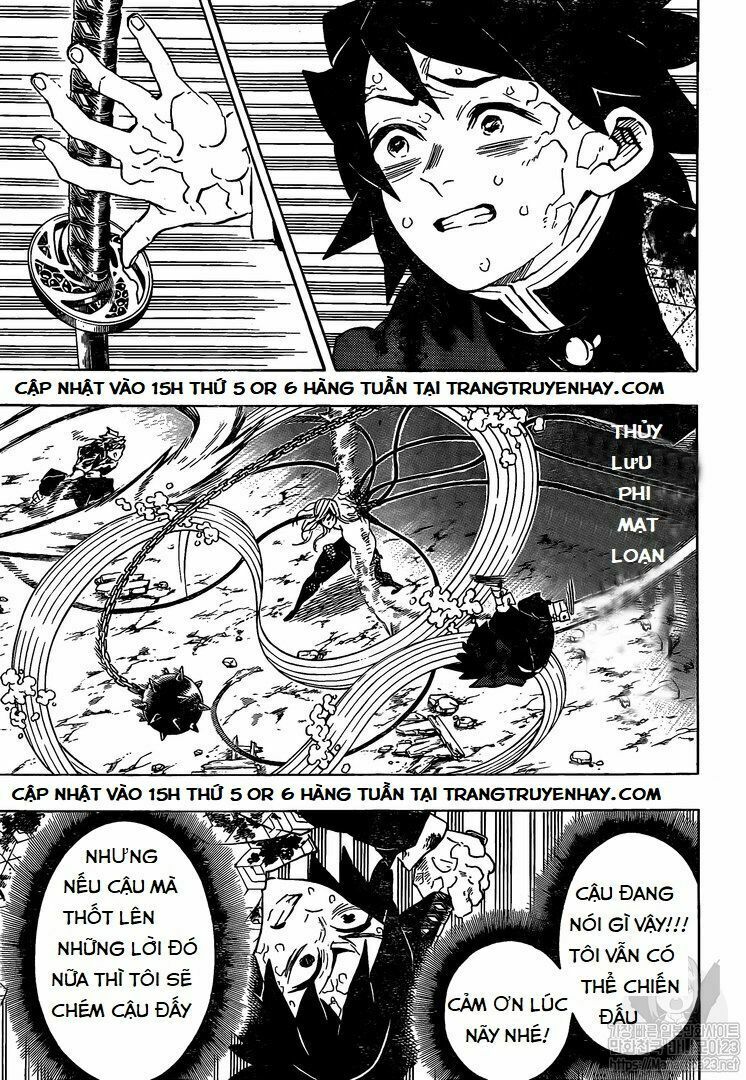 CẬP NHẬT VÀO 15H THỨ 5 OR 6 HÀNG TUẦN TẠI TRANGTRUYENHAY.COM
THỦY
LƯU
PHI
MẠT
LOẠN
CẬP NHẬT VÀO 15H THỨ 5 OR 6 HÀNG TUẦN TẠI TRANGTRUYENHAY.COM
CẬU ĐANG
NÓI GÌ VẬY!!!
TÔI VẪN CÓ
THỂ CHIẾN
ĐẤU
CẢM ƠN LÚC
NÃY NHÉ!
NHƯNG
NẾU CẬU MÀ
THỐT LÊN
NHỮNG LỜI ĐÓ
NỮA THÌ TÔI SẼ
CHÉM CẬU ĐẤY